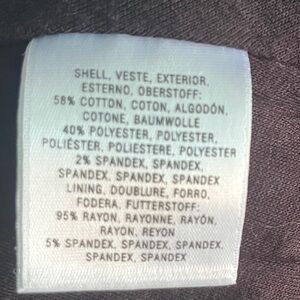 SHELL, VESTE, EXTERIOR,
ESTERNO, OBERSTOFF:
58% COTTON, COTON, ALGODÓN,
COTONE, BAUMWOLLE
40% POLYESTER, POLYESTER,
POLIÉSTER, POLIESTERE, POLYESTER
2% SPANDEX, SPANDEX,
SPANDEX, SPANDEX, SPANDEX
LINING, DOUBLURE, FORRO,
FODERA, FUTTERSTOFF:
95% RAYON, RAYONNE, RAYÓN,
RAYON, REYON
5% SPANDEX, SPANDEX, SPANDEX,
SPANDEX, SPANDEX